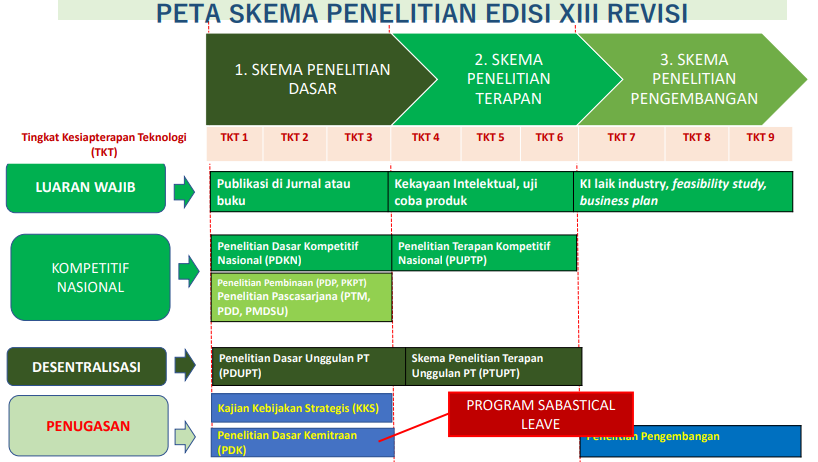 PETA SKEMA PENELITIAN EDISI XIII REVISI
1. SKEMA PENELITIAN
DASAR
2. SKEMA
PENELITIAN
TERAPAN
3. SKEMA
PENELITIAN
PENGEMBANGAN
Tingkat Kesiapterapan Teknologi
(TKT)
TKT 1 TKT 2 TKT 3 TKT 4 TKT 5 TKT 6 TKT 7 TKT 8 TKT 9
LUARAN WAJIB
Publikasi di Jurnal atau
buku
Kekayaan Intelektual, uji
coba produk
KI laik industry, feasibility study,
business plan
KOMPETITIF
NASIONAL
Penelitian Dasar Kompetitif
Nasional (PDKN)
Penelitian Terapan Kompetitif
Nasional (PUPTP)
Penelitian Pembinaan (PDP, PKPT)
Penelitian Pascasarjana (PTM,
PDD, PMDSU)
DESENTRALISASI
Penelitian Dasar Unggulan PT
(PDUPT)
Skema Penelitian Terapan
Unggulan PT (PTUPT)
PENUGASAN
Kajian Kebijakan Strategis (KKS)
PROGRAM SABASTICAL
LEAVE
Penelitian Dasar Kemitraan
(PDK)
Penelitian Pengembangan